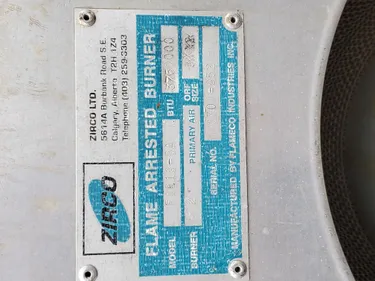 ZIRCO
ZIRCO LTD.
5614A Burbank Road S.E.
Calgary, Alberta T2H 1Z4
Telephone (403) 259-3303
FLAME ARRESTED BURNER
MODEL
BTU
BURNER
PRIMARY AIR
ORF SIZE
SERIAL NO.
MANUFACTURED BY FLAMECO INDUSTRIES INC.